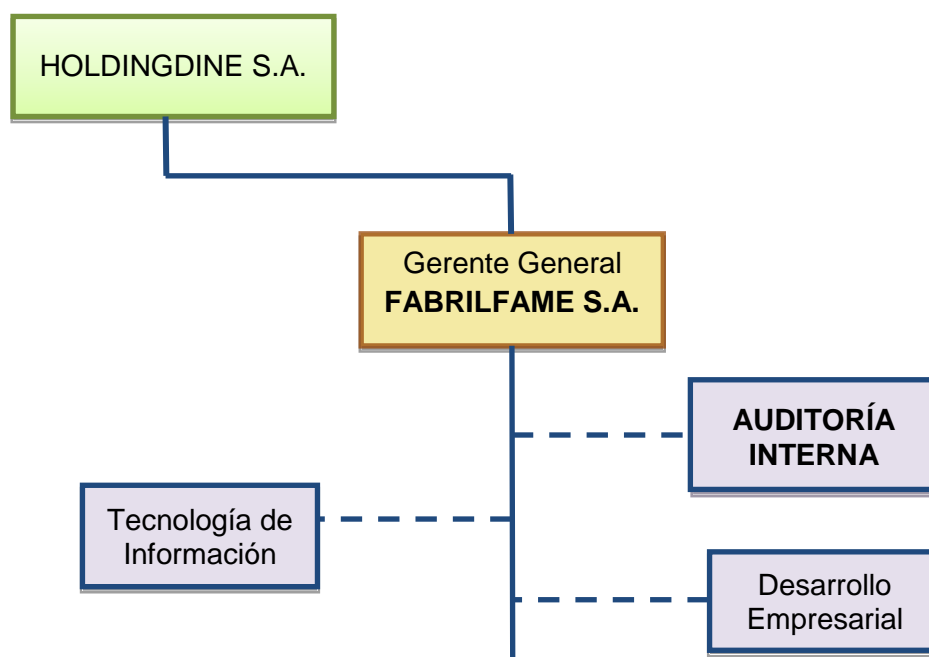 HOLDINGDINE S.A.
Gerente General
FABRILFAME S.A.
AUDITORÍA
INTERNA
Tecnología de
Información
Desarrollo
Empresarial